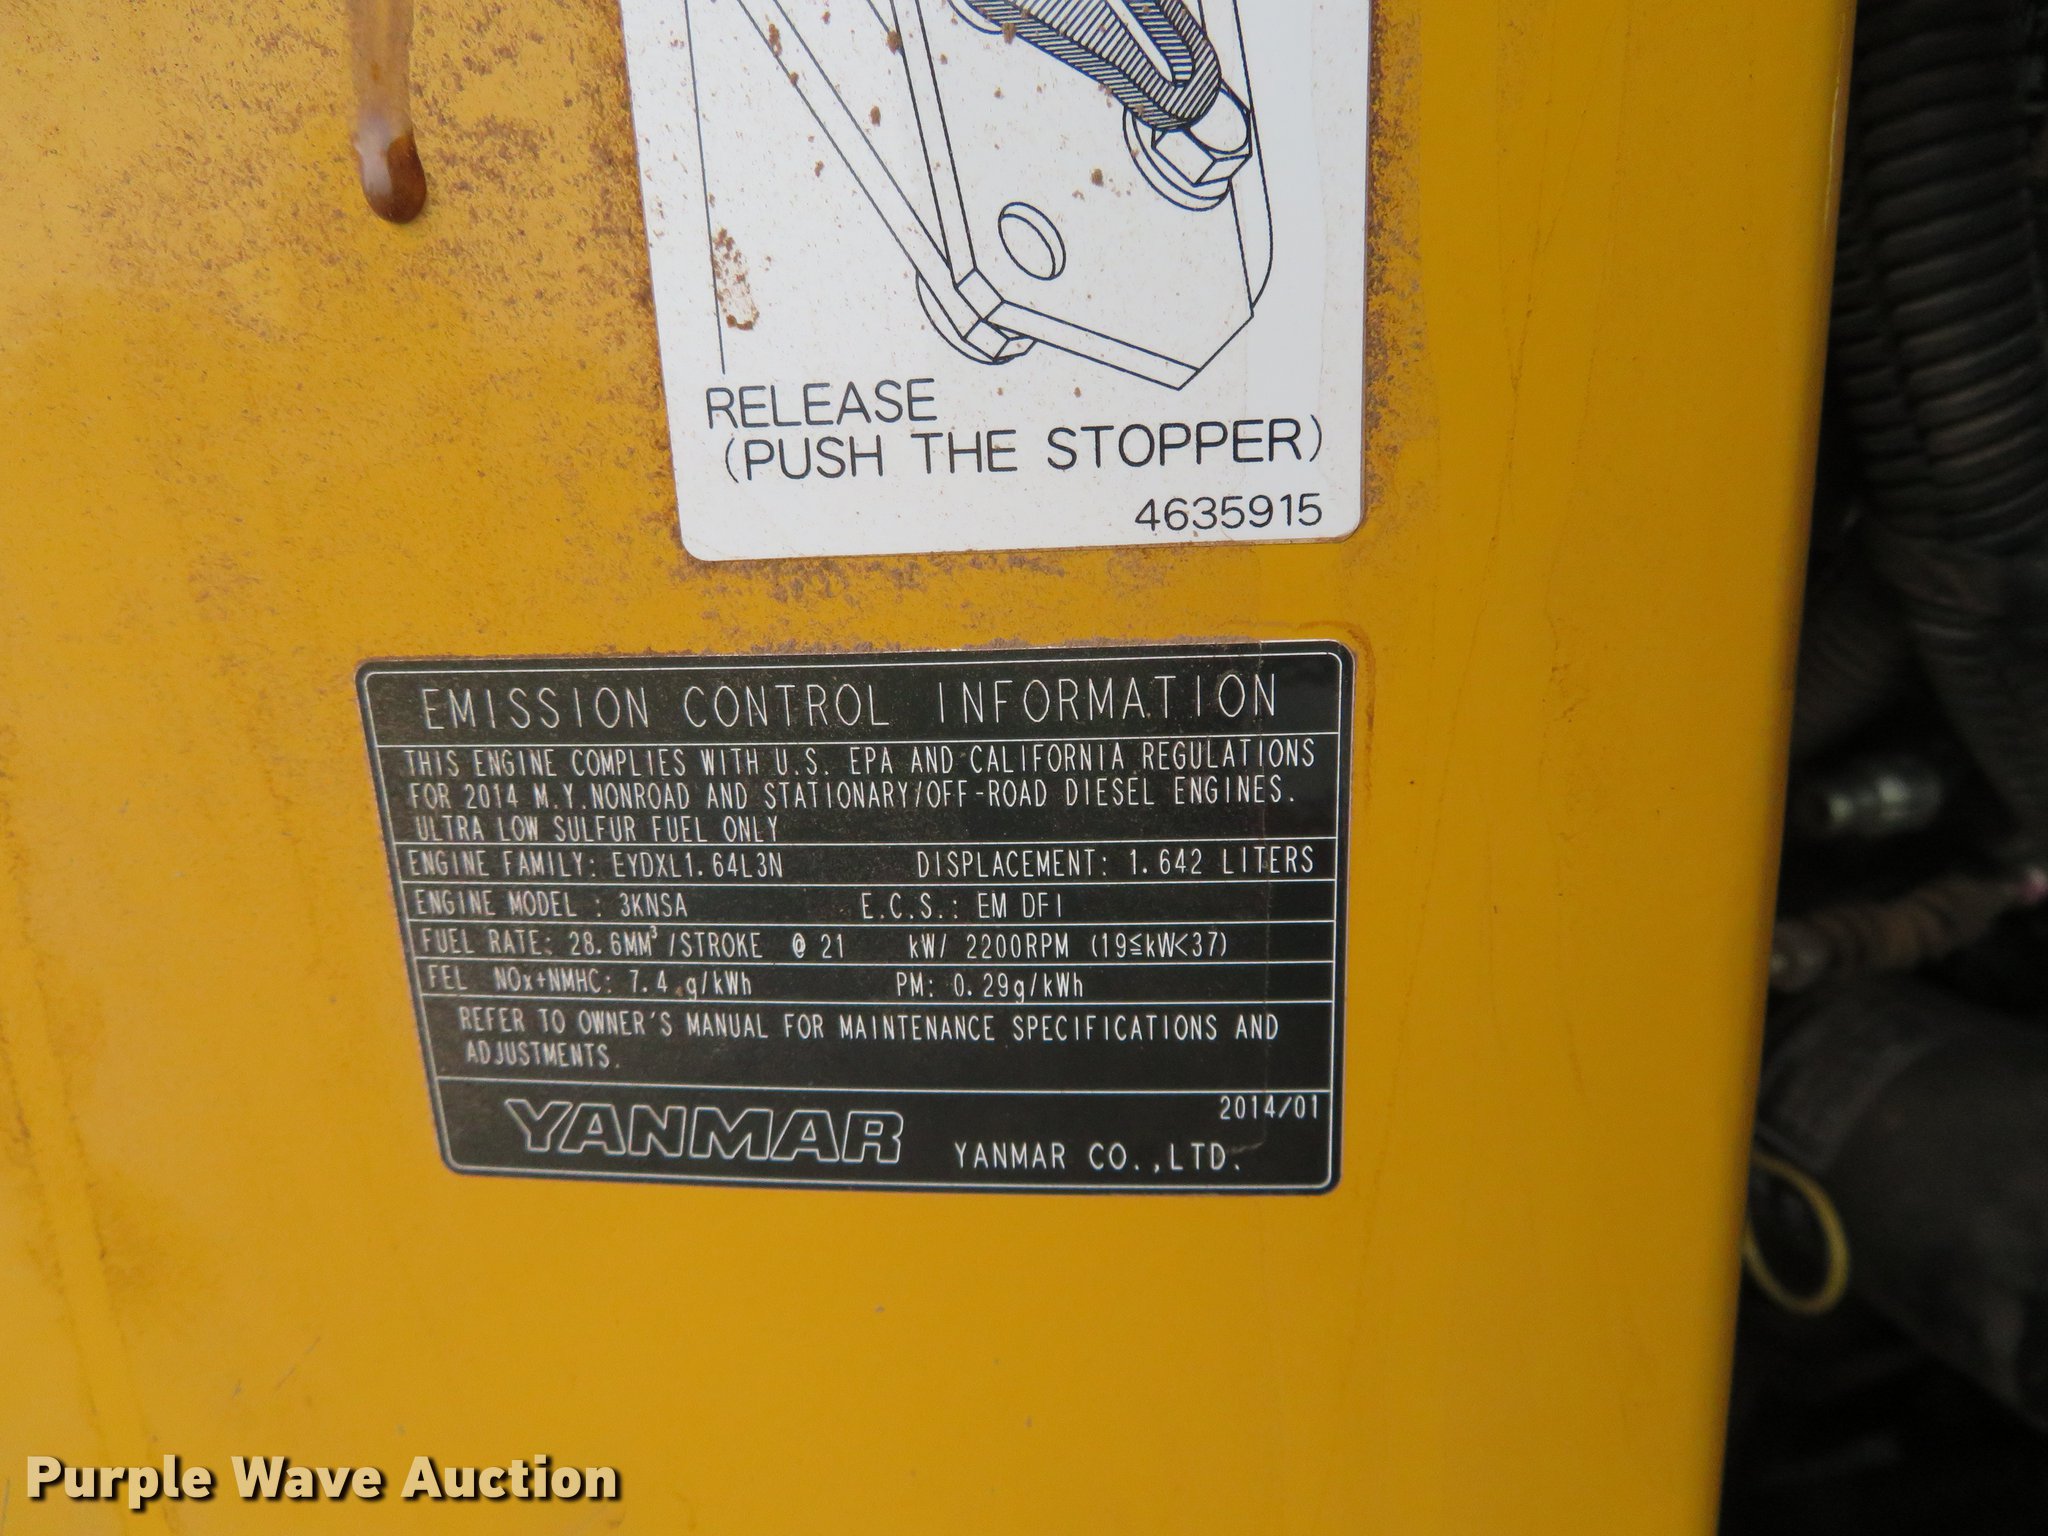 RELEASE
(PUSH THE STOPPER)
4635915
EMISSION CONTROL INFORMATION
THIS ENGINE COMPLIES WITH U.S. EPA AND CALIFORNIA REGULATIONS
FOR 2014 M.Y.NONROAD AND STATIONARY/OFF-ROAD DIESEL ENGINES.
ULTRA LOW SULFUR FUEL ONLY
ENGINE FAMILY: EYDXL1.64L3N DISPLACEMENT: 1.642 LITERS
ENGINE MODEL : 3KNSA E.C.S.: EM DFI
FUEL RATE: 28.6MM³/STROKE @ 21 kW/ 2200RPM (19≦kW<37)
FEL NOx+NMHC: 7.4 g/kWh PM: 0.29g/kWh
REFER TO OWNER'S MANUAL FOR MAINTENANCE SPECIFICATIONS AND
ADJUSTMENTS.
2014/01
YANMAR YANMAR CO.,LTD.
Purple Wave Auction